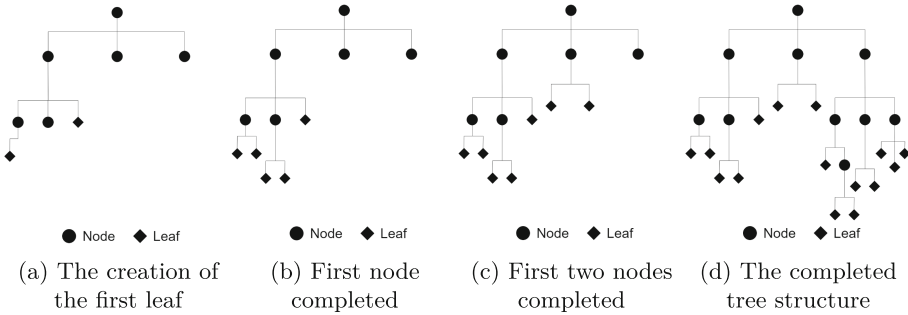 Node Leaf
Node Leaf
Node Leaf
Node Leaf
(a) The creation of
the first leaf
(b) First node
completed
(c) First two nodes
completed
(d) The completed
tree structure